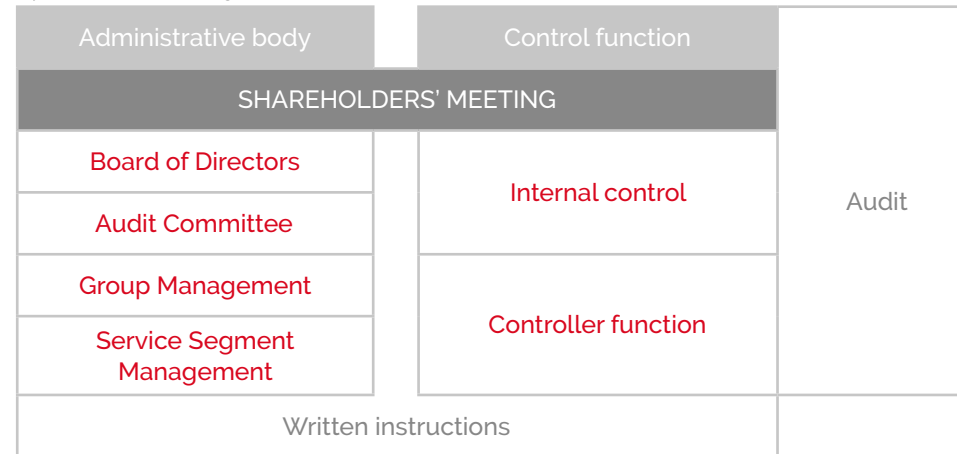 Administrative body
Control function
SHAREHOLDERS’ MEETING
Board of Directors
Internal control
Audit
Audit Committee
Group Management
Controller function
Service Segment
Management
Written instructions